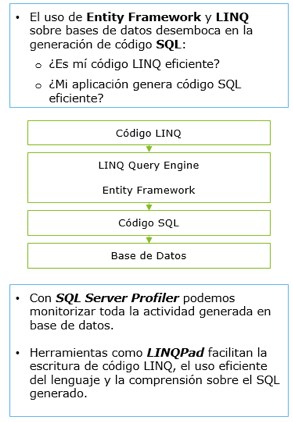 • El uso de Entity Framework y LINQ
sobre bases de datos desemboca en la
generación de código SQL:
o ¿Es mí código LINQ eficiente?
o ¿Mi aplicación genera código SQL
eficiente?
Código LINQ
LINQ Query Engine
Entity Framework
Código SQL
Base de Datos
• Con SQL Server Profiler podemos
monitorizar toda la actividad generada en
base de datos.
• Herramientas como LINQPad facilitan la
escritura de código LINQ, el uso eficiente
del lenguaje y la comprensión sobre el SQL
generado.